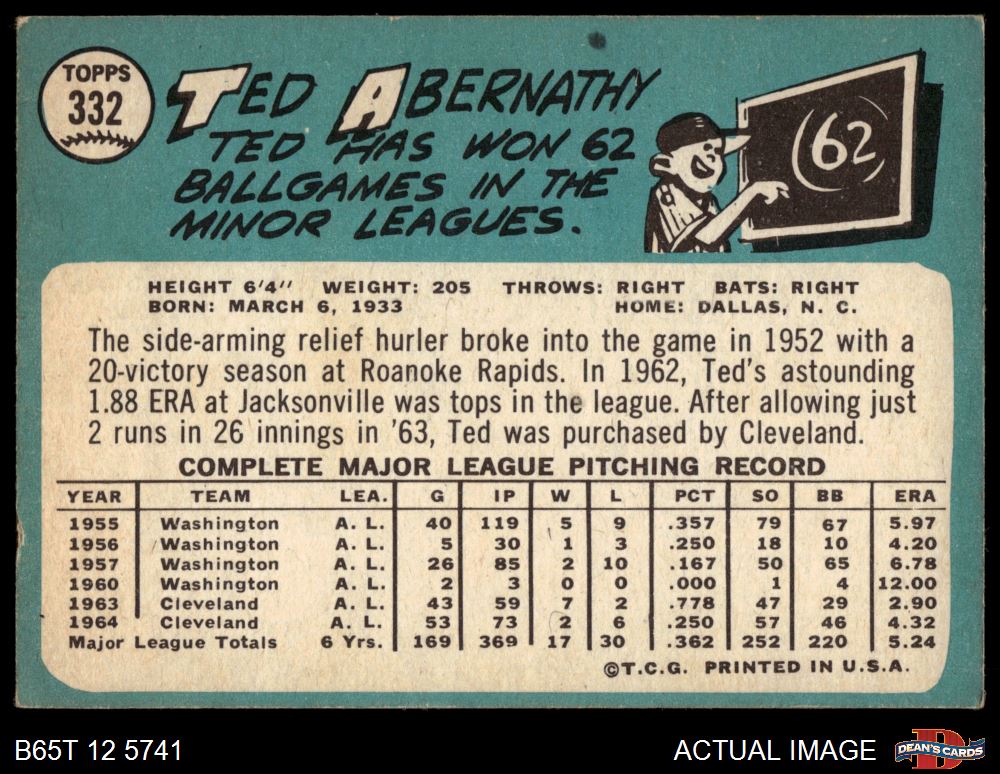 TOPPS
332
TED ABERNATHY
TED HAS WON 62
BALLGAMES IN THE
MINOR LEAGUES.
(62)
HEIGHT 6'4" WEIGHT: 205 THROWS: RIGHT BATS: RIGHT
BORN: MARCH 6, 1933 HOME: DALLAS, N. C.
The side-arming relief hurler broke into the game in 1952 with a
20-victory season at Roanoke Rapids. In 1962, Ted's astounding
1.88 ERA at Jacksonville was tops in the league. After allowing just
2 runs in 26 innings in '63, Ted was purchased by Cleveland.
COMPLETE MAJOR LEAGUE PITCHING RECORD
YEAR TEAM LEA. G IP W L PCT SO BB ERA
1955 Washington A. L. 40 119 5 9 .357 79 67 5.97
1956 Washington A. L. 5 30 1 3 .250 18 10 4.20
1957 Washington A. L. 26 85 2 10 .167 50 65 6.78
1960 Washington A. L. 2 3 0 0 .000 1 4 12.00
1963 Cleveland A. L. 43 59 7 2 .778 47 29 2.90
1964 Cleveland A. L. 53 73 2 6 .250 57 46 4.32
Major League Totals 6 Yrs. 169 369 17 30 .362 252 220 5.24
©T.C.G. PRINTED IN U.S.A.
B65T 12 5741 ACTUAL IMAGE DEAN'S CARDS